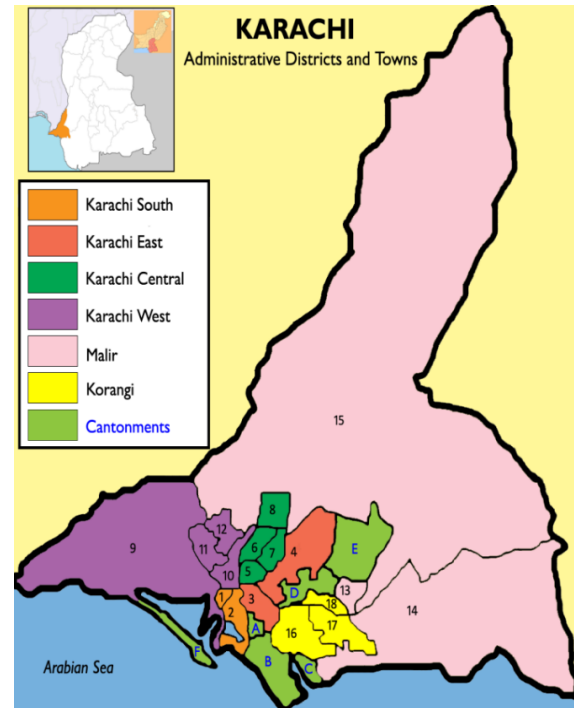 KARACHI
Administrative Districts and Towns
Karachi South
Karachi East
Karachi Central
Karachi West
Malir
Korangi
Cantonments
15
8
12
9
11
6
7
4
E
10
5
D
13
1
2
3
18
14
A
16
17
F
B
C
Arabian Sea